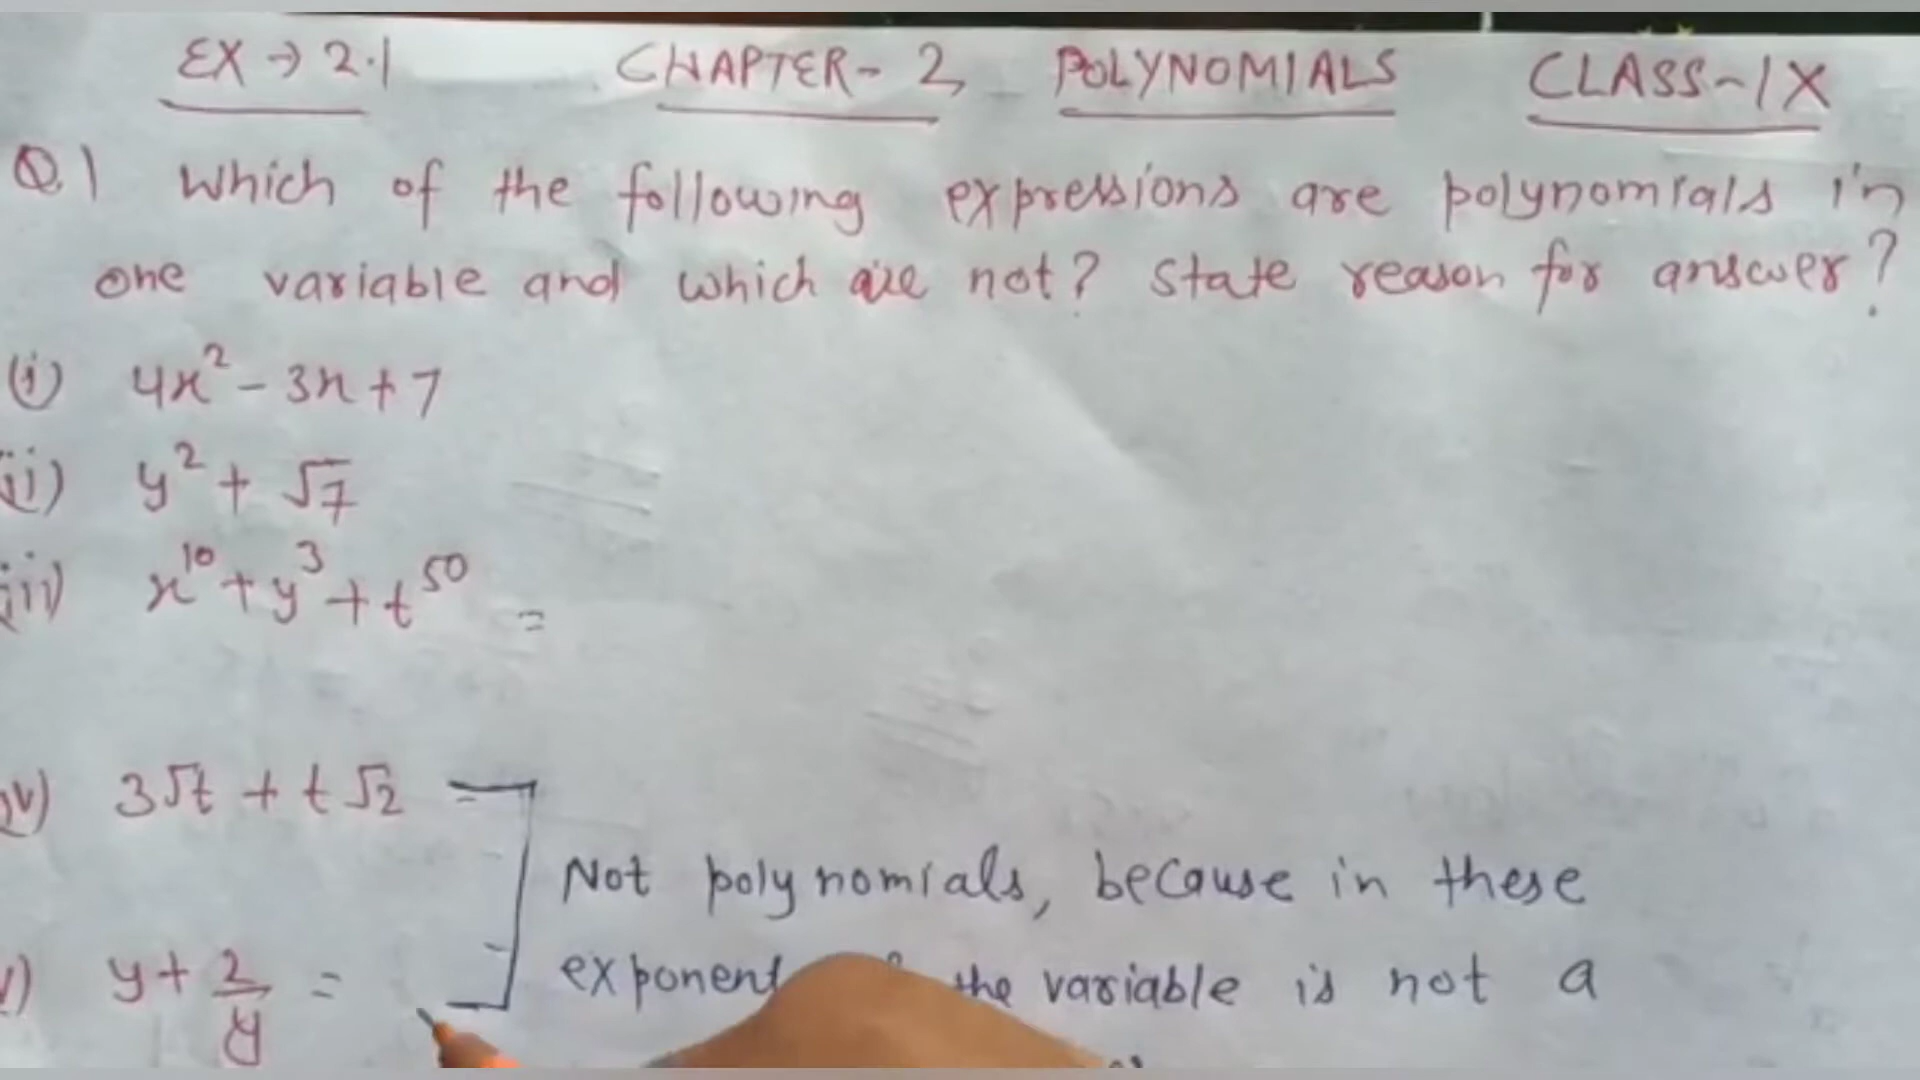 EX → 2.1 CHAPTER - 2 POLYNOMIALS CLASS - IX
Q.1 Which of the following expressions are polynomials in
one variable and which are not? State reason for answer?
(i) 4x² - 3x + 7
ii) y² + √7
iii) x¹⁰ + y³ + t⁵⁰ =
iv) 3√t + t√2 =
Not polynomials, because in these
exponent the variable is not a
v) y + 2/y =